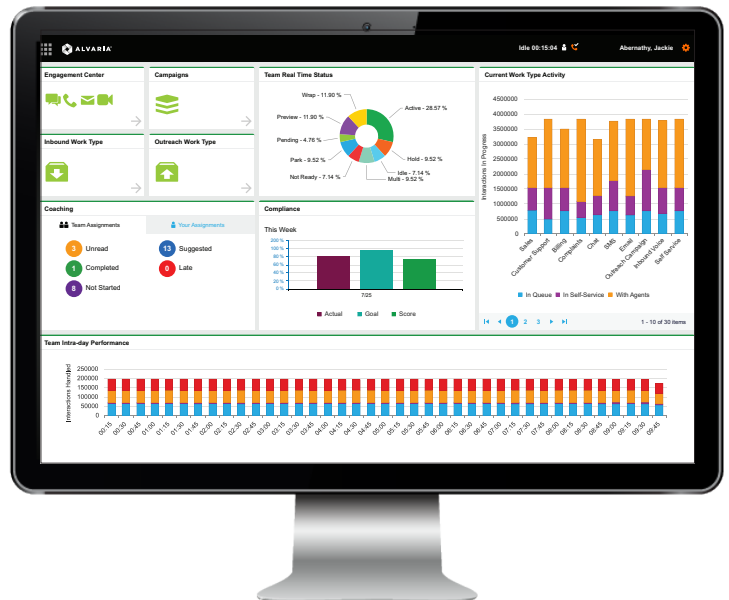 ALVARIA
Idle 00:15:04
Abernathy, Jackie
Engagement Center
Campaigns
Inbound Work Type
Outreach Work Type
Team Real Time Status
Wrap - 11.90 %
Active - 28.57 %
Preview - 11.90 %
Pending - 4.76 %
Park - 9.52 %
Hold - 9.52 %
Not Ready - 7.14 %
Idle - 7.14 %
Multi - 9.52 %
Current Work Type Activity
Interactions In Progress
4500000
4000000
3500000
3000000
2500000
2000000
1500000
1000000
500000
0
Sales
Customer Support
Billing
Complaints
Chat
SMS
Email
Outreach Campaign
Inbound Voice
Self Service
In Queue
In Self-Service
With Agents
1 2 3
1 - 10 of 30 items
Coaching
Team Assignments
Your Assignments
3 Unread
13 Suggested
1 Completed
0 Late
8 Not Started
Compliance
This Week
200 %
160 %
120 %
80 %
40 %
20 %
0 %
7/25
Actual
Goal
Score
Team Intra-day Performance
Interactions Handled
250000
200000
150000
100000
50000
0
00:15 00:30 00:45 01:00 01:15 01:30 01:45 02:00 02:15 02:30 02:45 03:00 03:15 03:30 03:45 04:00 04:15 04:30 04:45 05:00 05:15 05:30 05:45 06:00 06:15 06:30 06:45 07:00 07:15 07:30 07:45 08:00 08:15 08:30 08:45 09:00 09:15 09:30 09:45